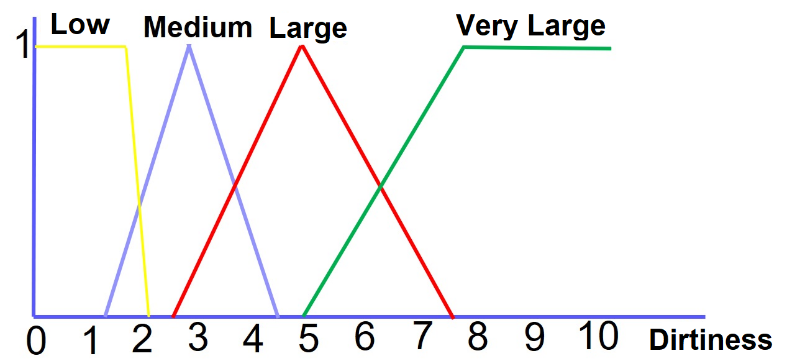 Low Medium Large Very Large
1
0 1 2 3 4 5 6 7 8 9 10 Dirtiness